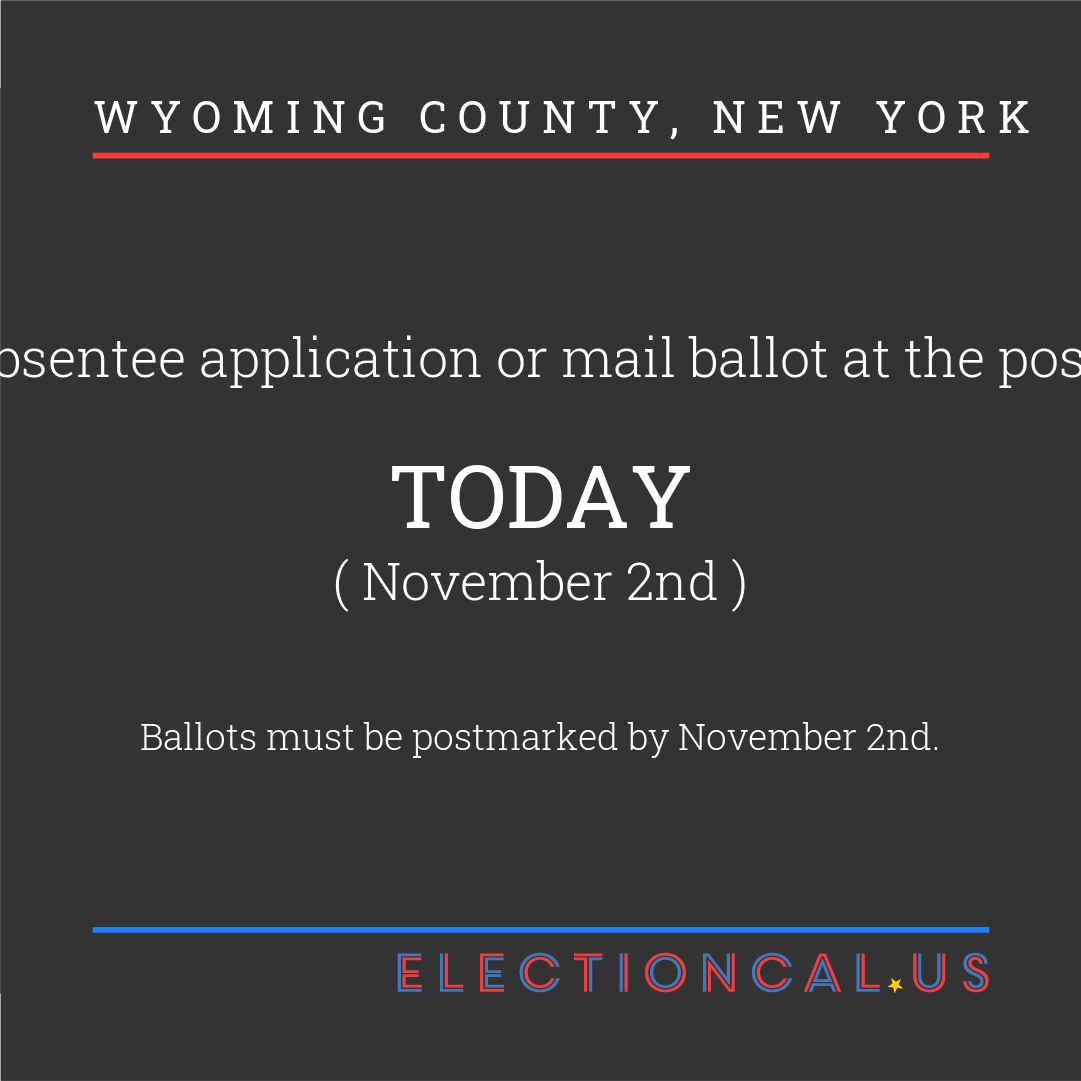 WYOMING COUNTY, NEW YORK
bsentee application or mail ballot at the pos
TODAY
( November 2nd )
Ballots must be postmarked by November 2nd.
ELECTIONCAL.US